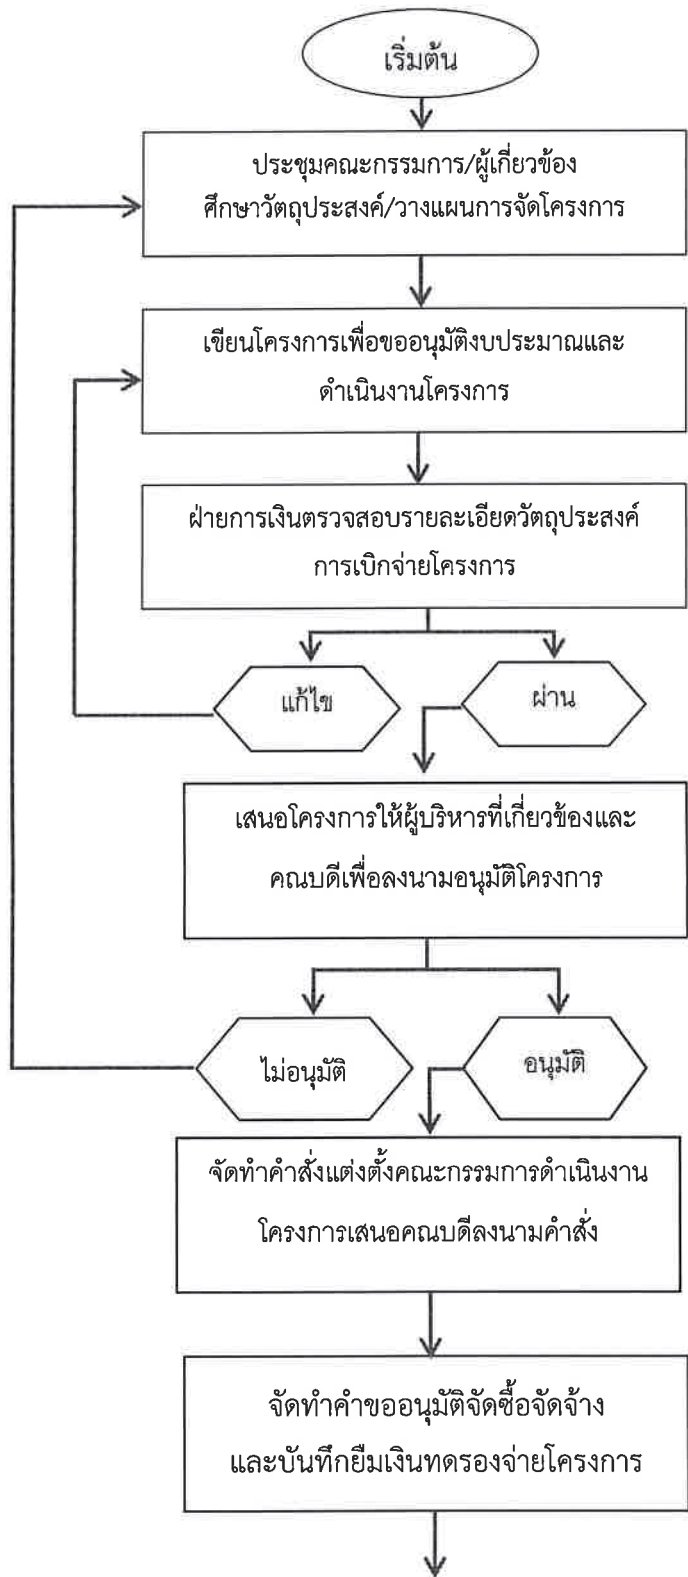 เริ่มต้น
ประชุมคณะกรรมการ/ผู้เกี่ยวข้อง
ศึกษาวัตถุประสงค์/วางแผนการจัดโครงการ
เขียนโครงการเพื่อขออนุมัติงบประมาณและ
ดำเนินงานโครงการ
ฝ่ายการเงินตรวจสอบรายละเอียดวัตถุประสงค์
การเบิกจ่ายโครงการ
แก้ไข
ผ่าน
เสนอโครงการให้ผู้บริหารที่เกี่ยวข้องและ
คณบดีเพื่อลงนามอนุมัติโครงการ
ไม่อนุมัติ
อนุมัติ
จัดทำคำสั่งแต่งตั้งคณะกรรมการดำเนินงาน
โครงการเสนอคณบดีลงนามคำสั่ง
จัดทำคำขออนุมัติจัดซื้อจัดจ้าง
และบันทึกยืมเงินทดรองจ่ายโครงการ